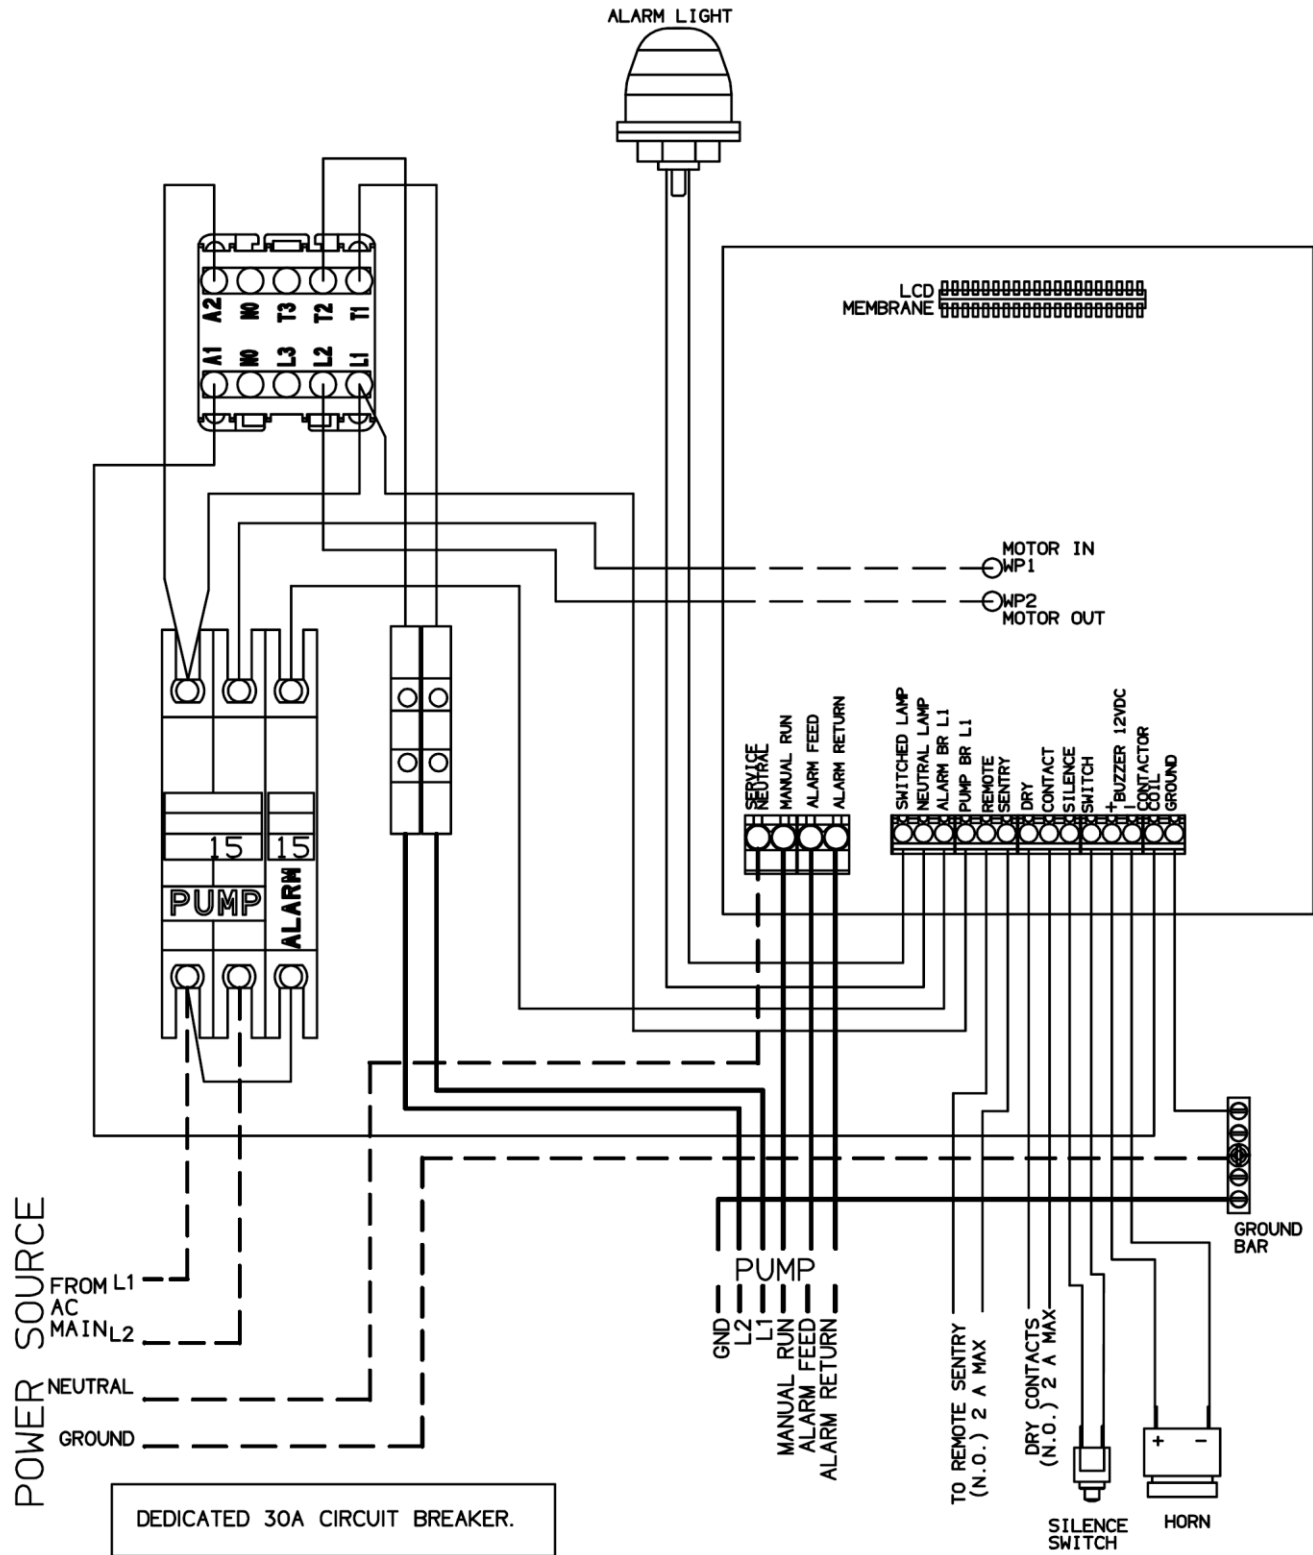 ALARM LIGHT
A2
NO
T3
T2
T1
A1
NO
L3
L2
L1
LCD
MEMBRANE
MOTOR IN
WP1
WP2
MOTOR OUT
SERVICE
NEUTRAL
MANUAL RUN
ALARM FEED
ALARM RETURN
SWITCHED LAMP
NEUTRAL LAMP
ALARM BR L1
PUMP BR L1
REMOTE
SENTRY
DRY
CONTACT
SILENCE
SWITCH
+BUZZER 12VDC
–
CONTACTOR
COIL
GROUND
15
15
PUMP
ALARM
POWER SOURCE
FROM L1
AC
MAIN L2
NEUTRAL
GROUND
PUMP
GND
L2
L1
MANUAL RUN
ALARM FEED
ALARM RETURN
TO REMOTE SENTRY
(N.O.) 2 A MAX
DRY CONTACTS
(N.O.) 2 A MAX
GROUND
BAR
+ –
SILENCE
SWITCH
HORN
DEDICATED 30A CIRCUIT BREAKER.